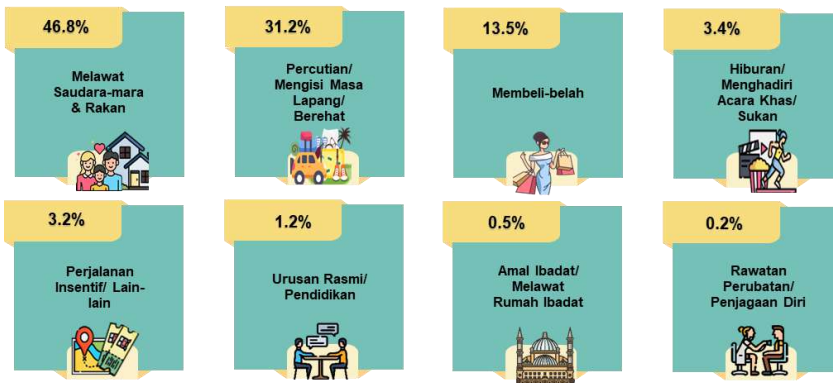 46.8%
Melawat
Saudara-mara
& Rakan
31.2%
Percutian/
Mengisi Masa
Lapang/
Berehat
13.5%
Membeli-belah
3.4%
Hiburan/
Menghadiri
Acara Khas/
Sukan
3.2%
Perjalanan
Insentif/ Lain-
lain
1.2%
Urusan Rasmi/
Pendidikan
0.5%
Amal Ibadat/
Melawat
Rumah Ibadat
0.2%
Rawatan
Perubatan/
Penjagaan Diri